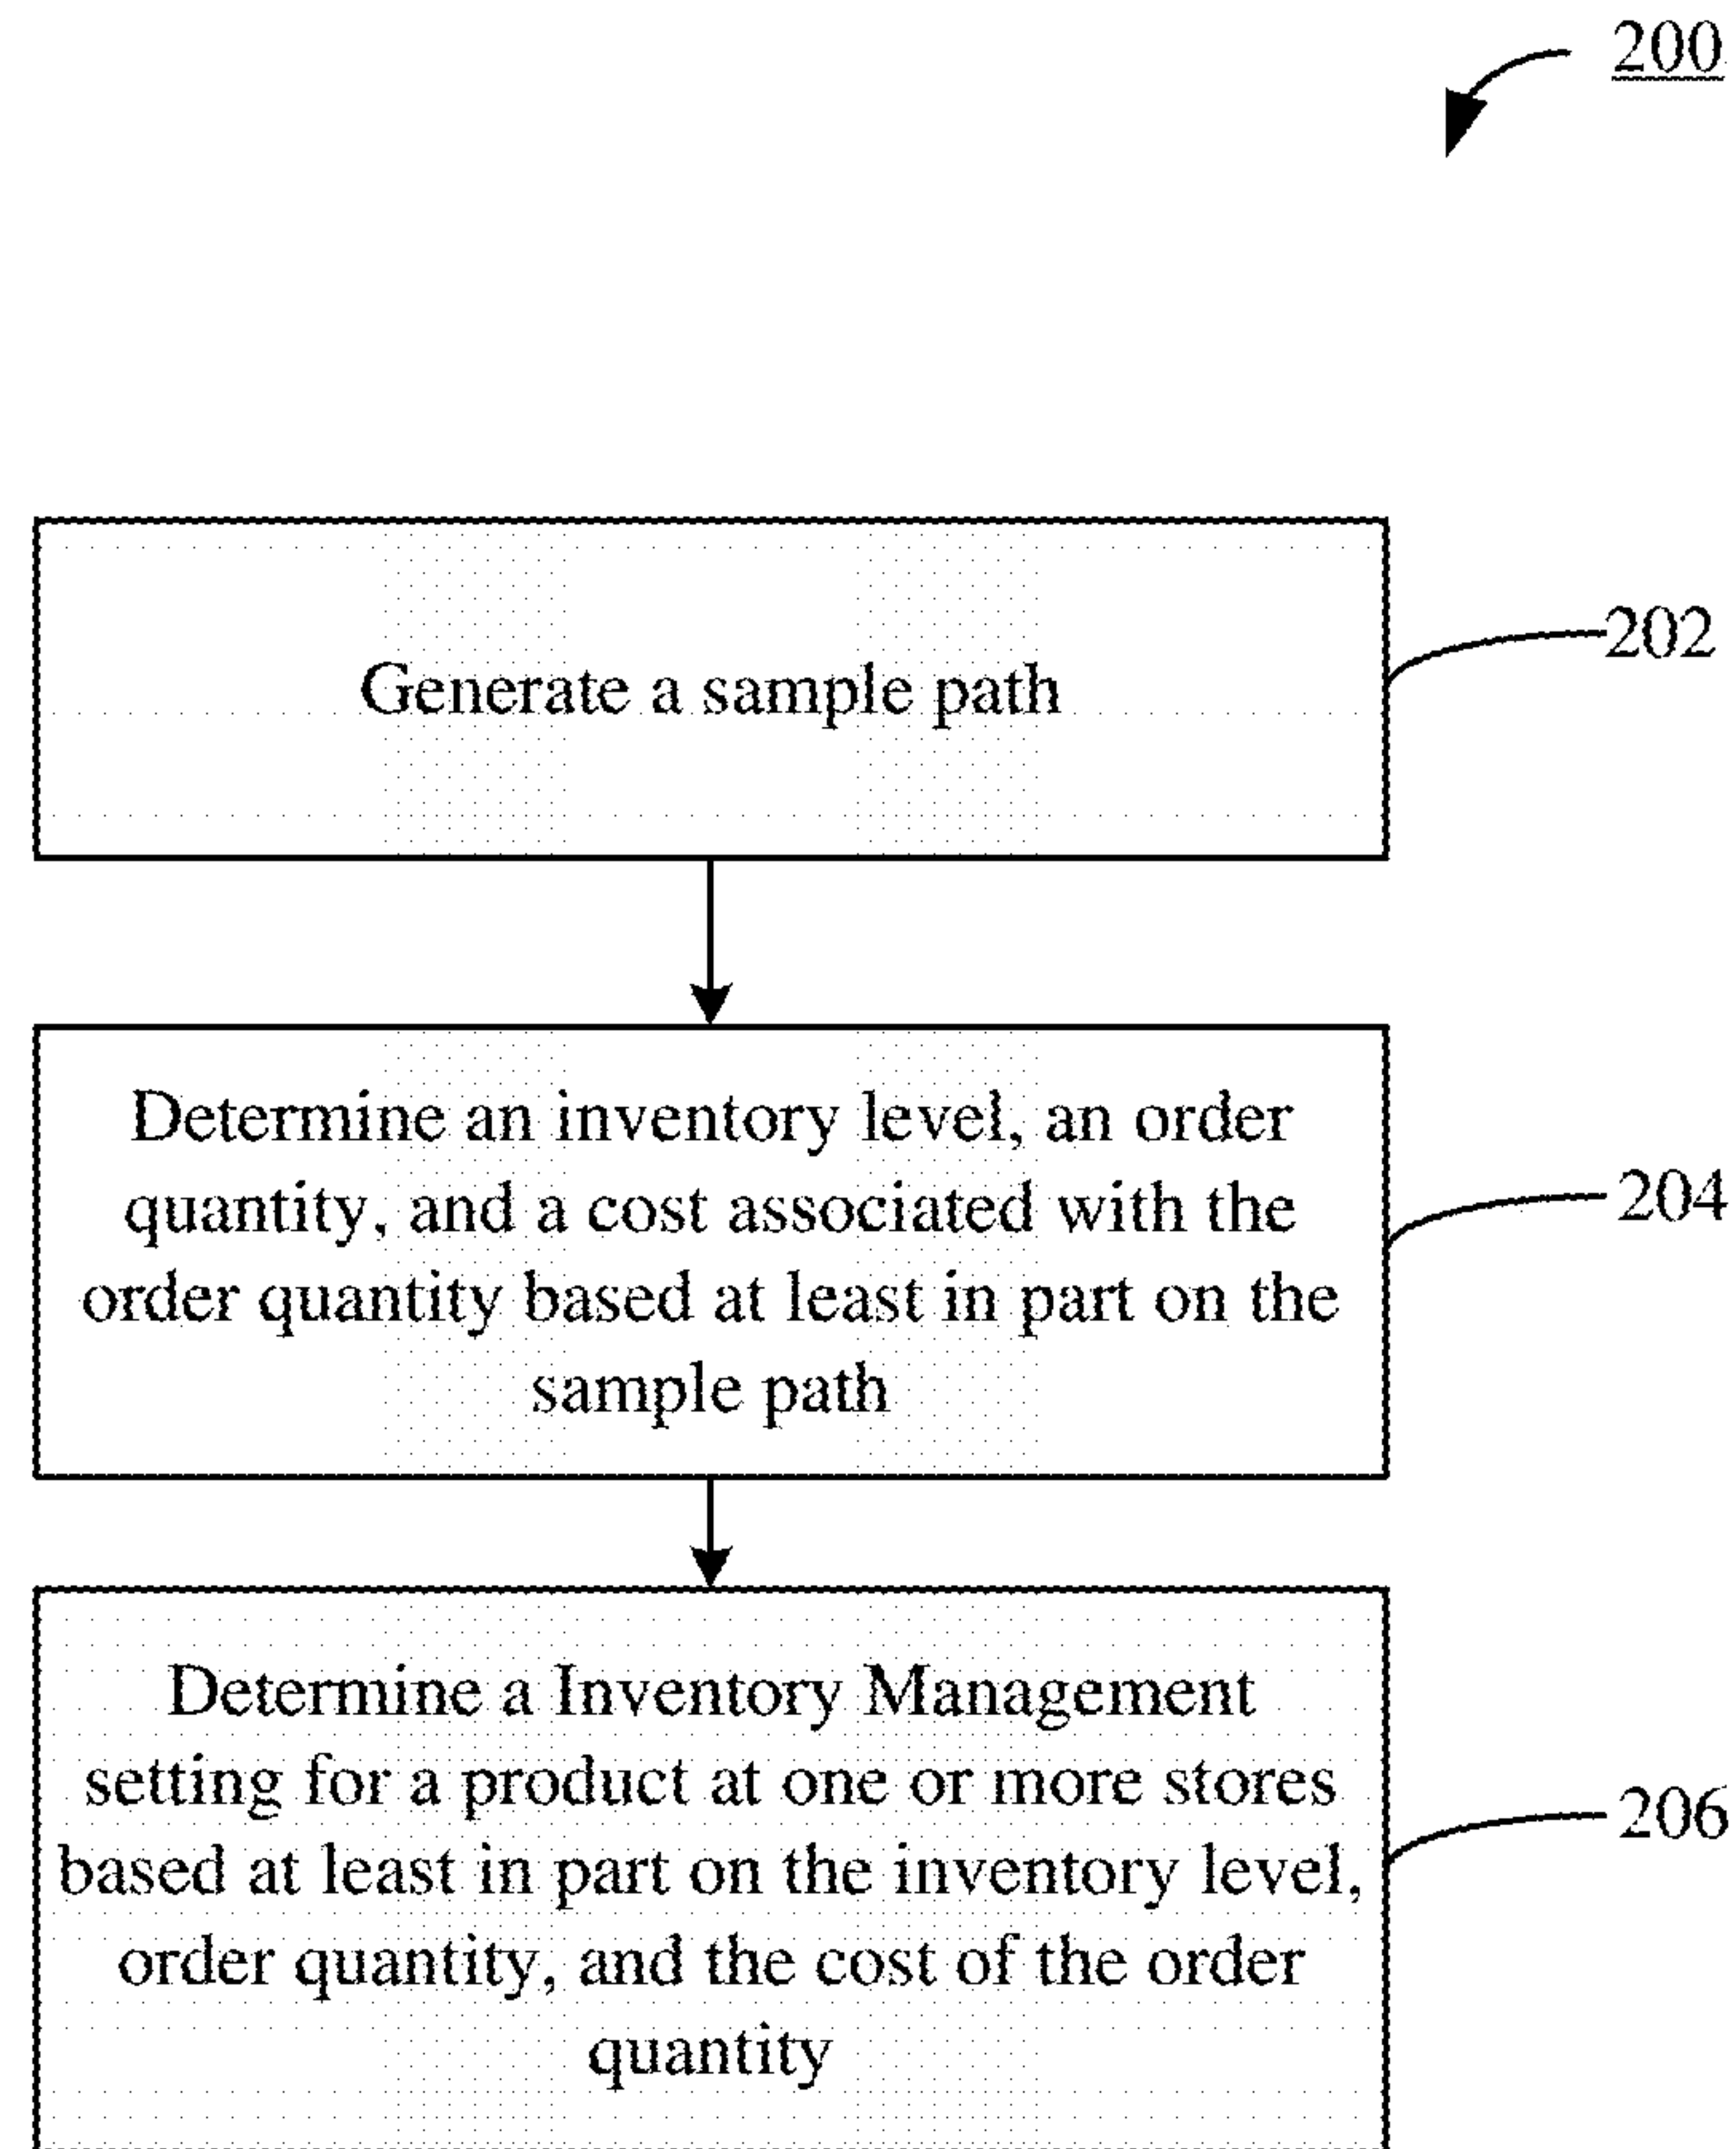 200
Generate a sample path
202
Determine an inventory level, an order
quantity, and a cost associated with the
order quantity based at least in part on the
sample path
204
Determine a Inventory Management
setting for a product at one or more stores
based at least in part on the inventory level,
order quantity, and the cost of the order
quantity
206